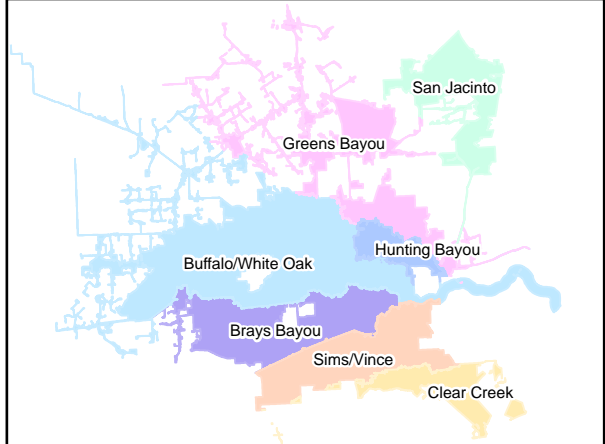 San Jacinto
Greens Bayou
Hunting Bayou
Buffalo/White Oak
Brays Bayou
Sims/Vince
Clear Creek